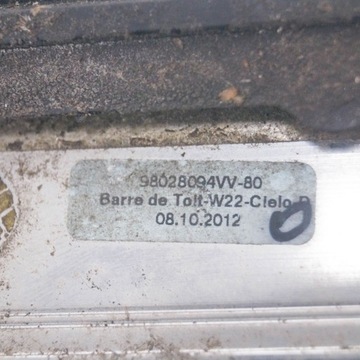 98028094VV-80
Barre de Toit-W22-Cielo D
08.10.2012